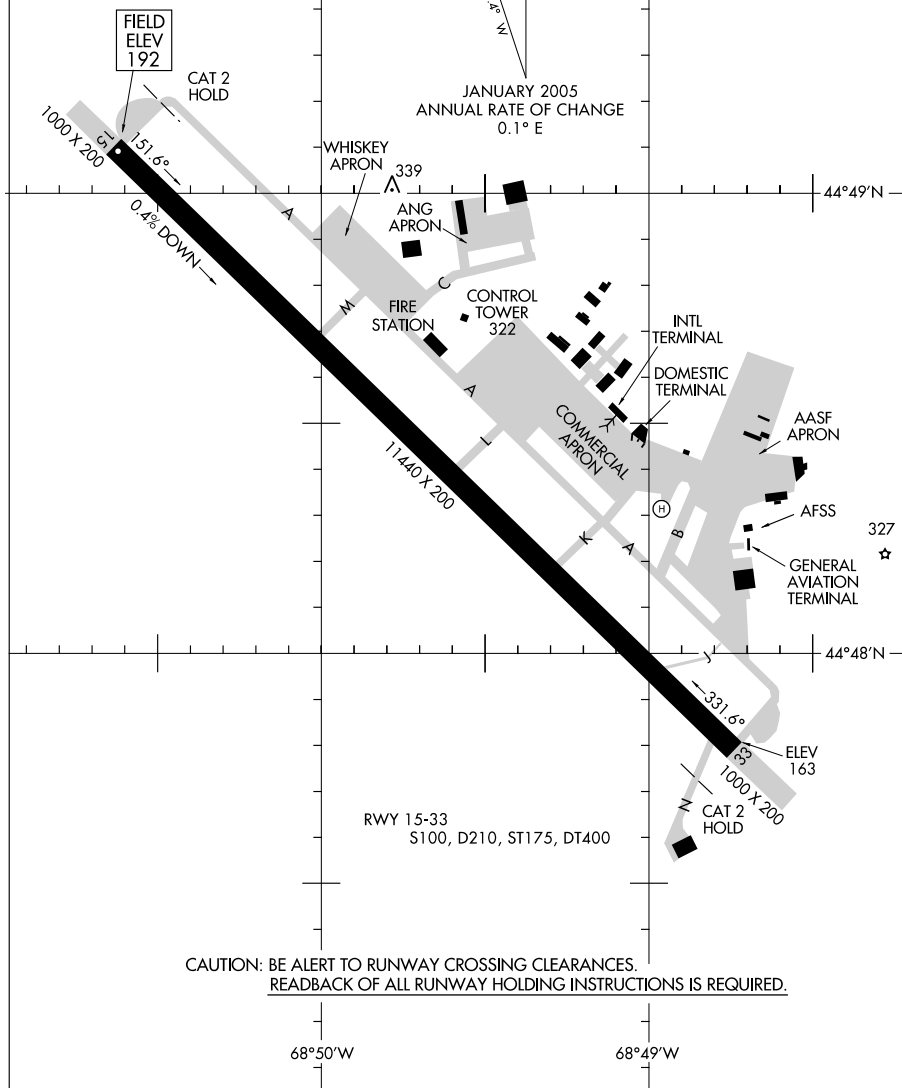 FIELD
ELEV
192
CAT 2
HOLD
4° W
JANUARY 2005
ANNUAL RATE OF CHANGE
0.1° E
1000 X 200
15
151.6°
0.4% DOWN
WHISKEY
APRON
339
44°49'N
ANG
APRON
A
M
C
FIRE
STATION
CONTROL
TOWER
322
INTL
TERMINAL
DOMESTIC
TERMINAL
A
L
COMMERCIAL
APRON
AASF
APRON
11440 X 200
H
AFSS
327
K
A
B
GENERAL
AVIATION
TERMINAL
44°48'N
J
331.6°
33
ELEV
163
1000 X 200
N
CAT 2
HOLD
RWY 15-33
S100, D210, ST175, DT400
CAUTION: BE ALERT TO RUNWAY CROSSING CLEARANCES.
READBACK OF ALL RUNWAY HOLDING INSTRUCTIONS IS REQUIRED.
68°50'W
68°49'W